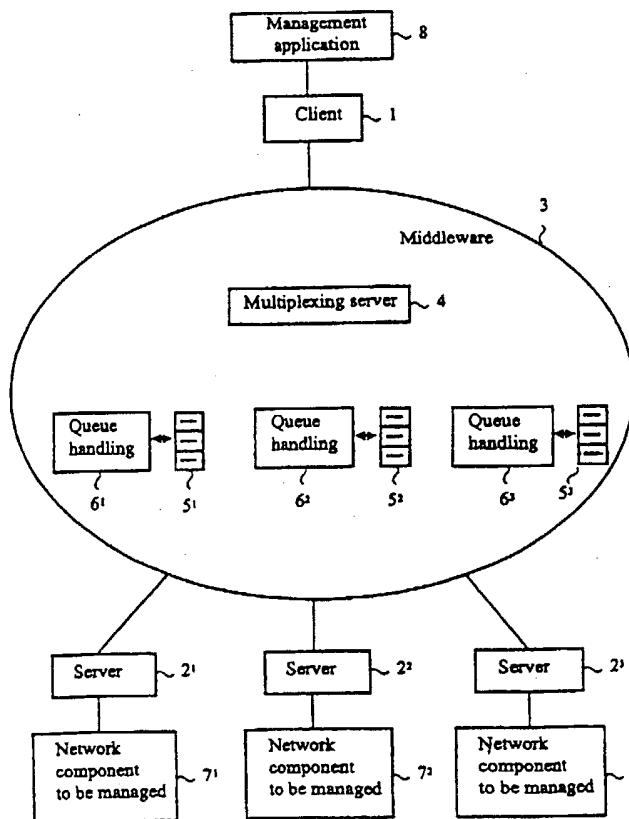 Management
application
8
Client
1
3
Middleware
Multiplexing server
4
Queue
handling
Queue
handling
Queue
handling
6¹
5¹
6²
5²
6³
5³
Server
2¹
Server
2²
Server
2³
Network
component
to be managed
7¹
Network
component
to be managed
7²
Network
component
to be managed